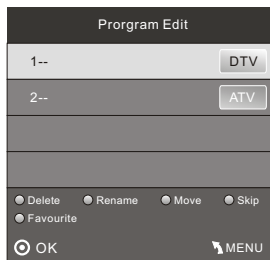 Prorgram Edit
1-- DTV
2-- ATV
Delete Rename Move Skip
Favourite
OK MENU